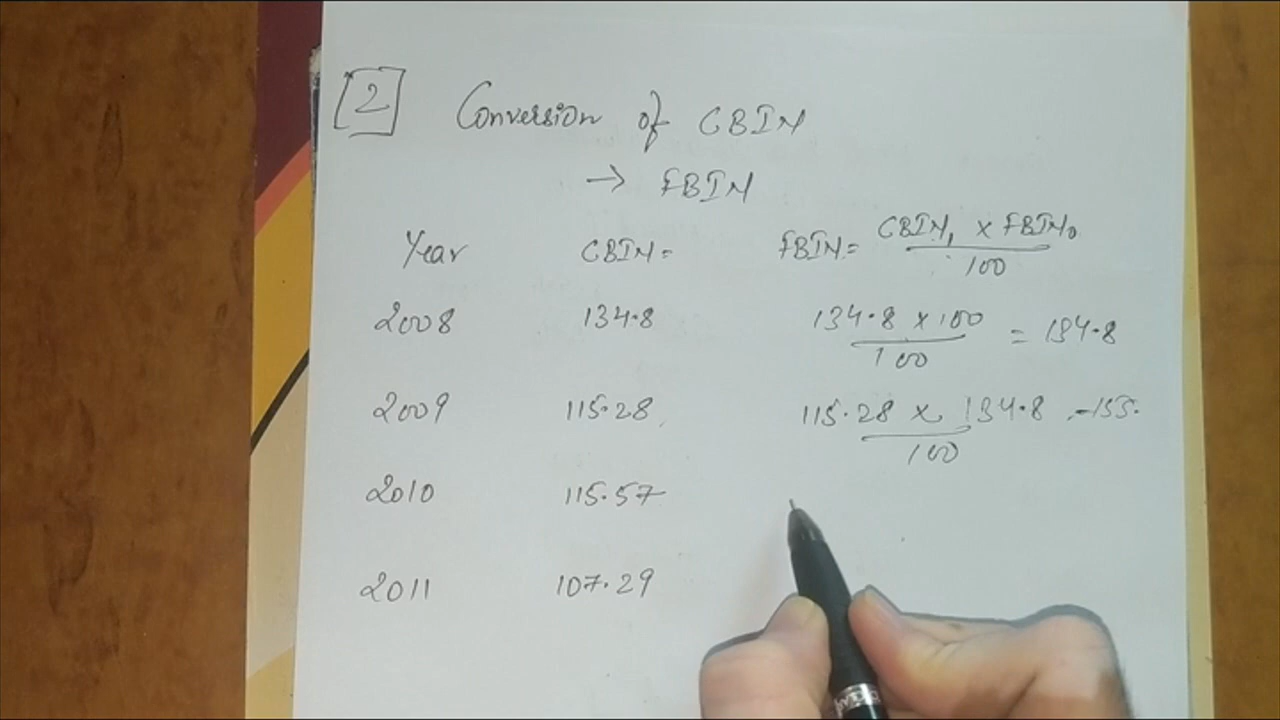 [2] Conversion of CBIN
→ FBIN
Year CBIN = FBIN = CBIN₁ x FBIN₀ / 100
2008 134.8 134.8 x 100 / 100 = 134.8
2009 115.28 115.28 x 134.8 / 100 = 155.
2010 115.57
2011 107.29